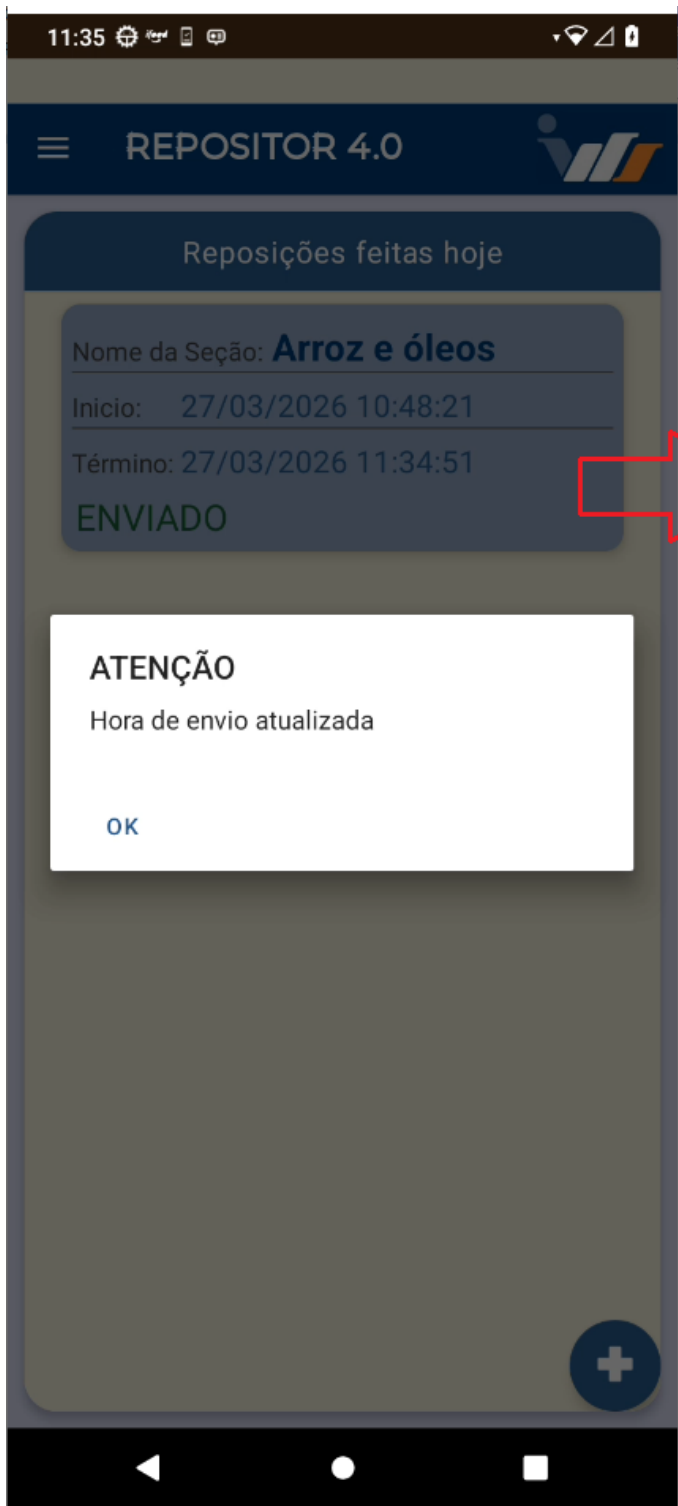 11:35
REPOSITOR 4.0
Reposições feitas hoje
Nome da Seção: Arroz e óleos
Inicio: 27/03/2026 10:48:21
Término: 27/03/2026 11:34:51
ENVIADO
ATENÇÃO
Hora de envio atualizada
OK